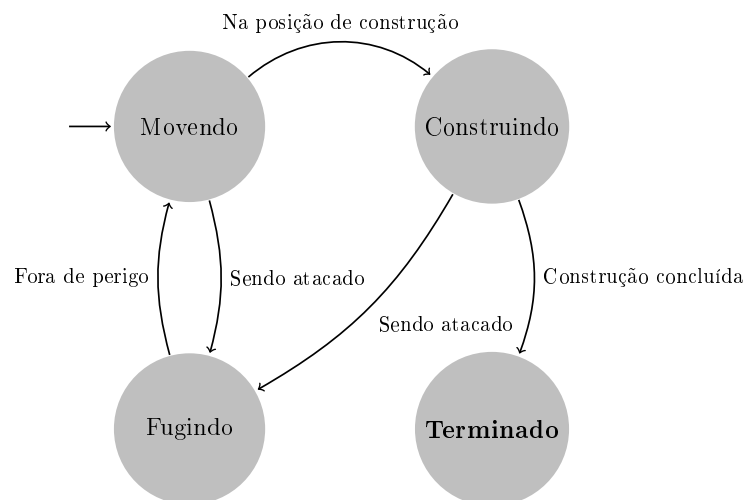 Na posição de construção
Movendo
Construindo
Fora de perigo
Sendo atacado
Construção concluída
Sendo atacado
Fugindo
Terminado